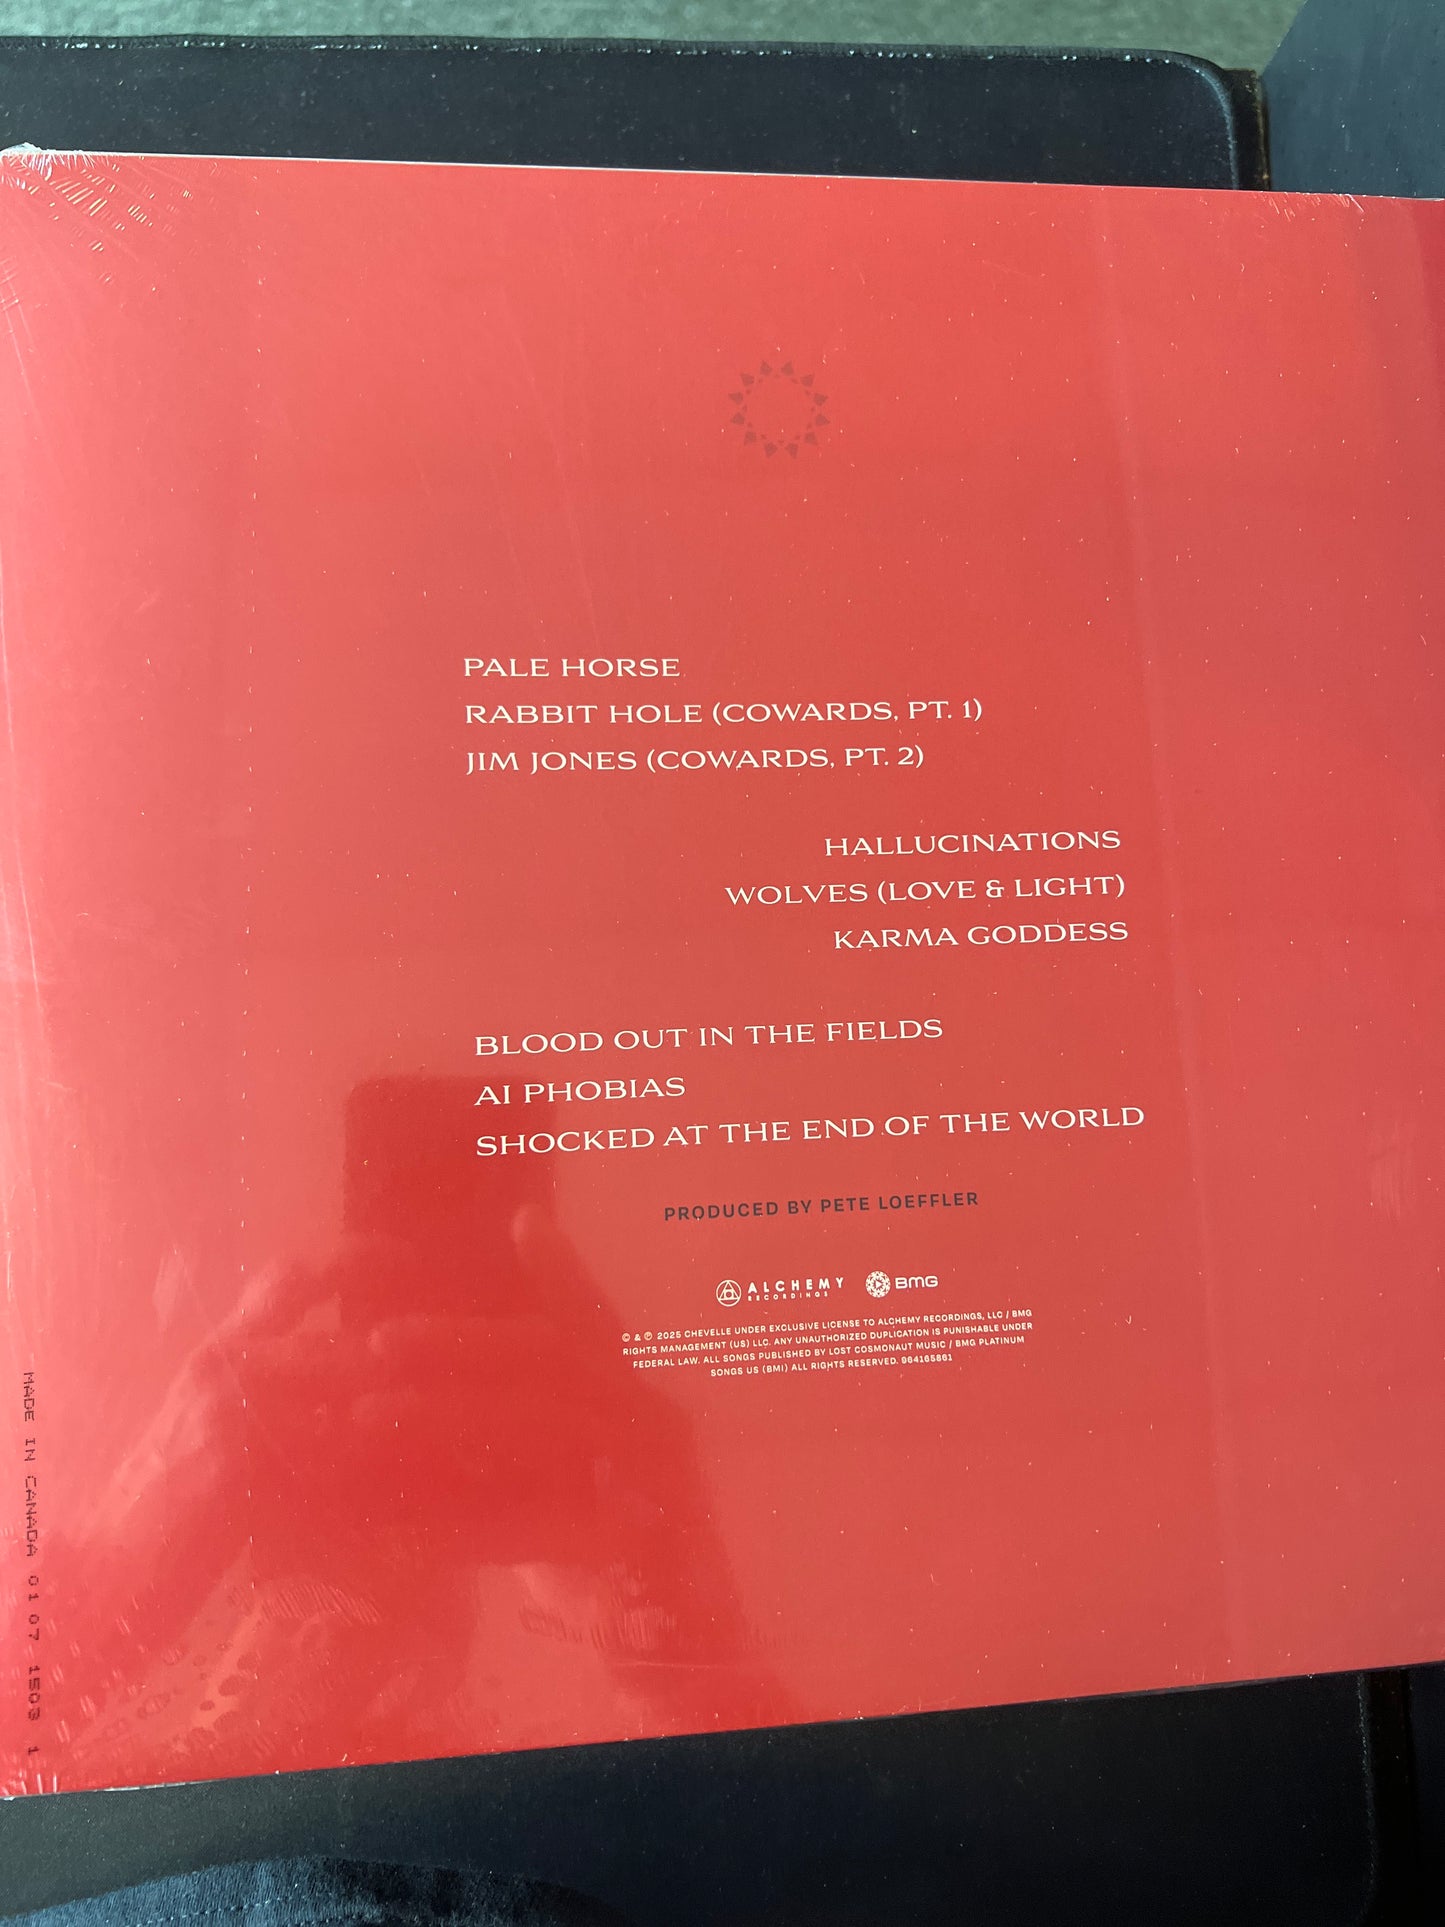 PALE HORSE
RABBIT HOLE (COWARDS, PT. 1)
JIM JONES (COWARDS, PT. 2)
HALLUCINATIONS
WOLVES (LOVE & LIGHT)
KARMA GODDESS
BLOOD OUT IN THE FIELDS
AI PHOBIAS
SHOCKED AT THE END OF THE WORLD
PRODUCED BY PETE LOEFFLER
ALCHEMY
RECORDINGS
BMG
© & ℗ 2025 CHEVELLE UNDER EXCLUSIVE LICENSE TO ALCHEMY RECORDINGS, LLC / BMG
RIGHTS MANAGEMENT (US) LLC. ANY UNAUTHORIZED DUPLICATION IS PUNISHABLE UNDER
FEDERAL LAW. ALL SONGS PUBLISHED BY LOST COSMONAUT MUSIC / BMG PLATINUM
SONGS US (BMI) ALL RIGHTS RESERVED. 964165861
MADE IN CANADA 01 07 1503 1